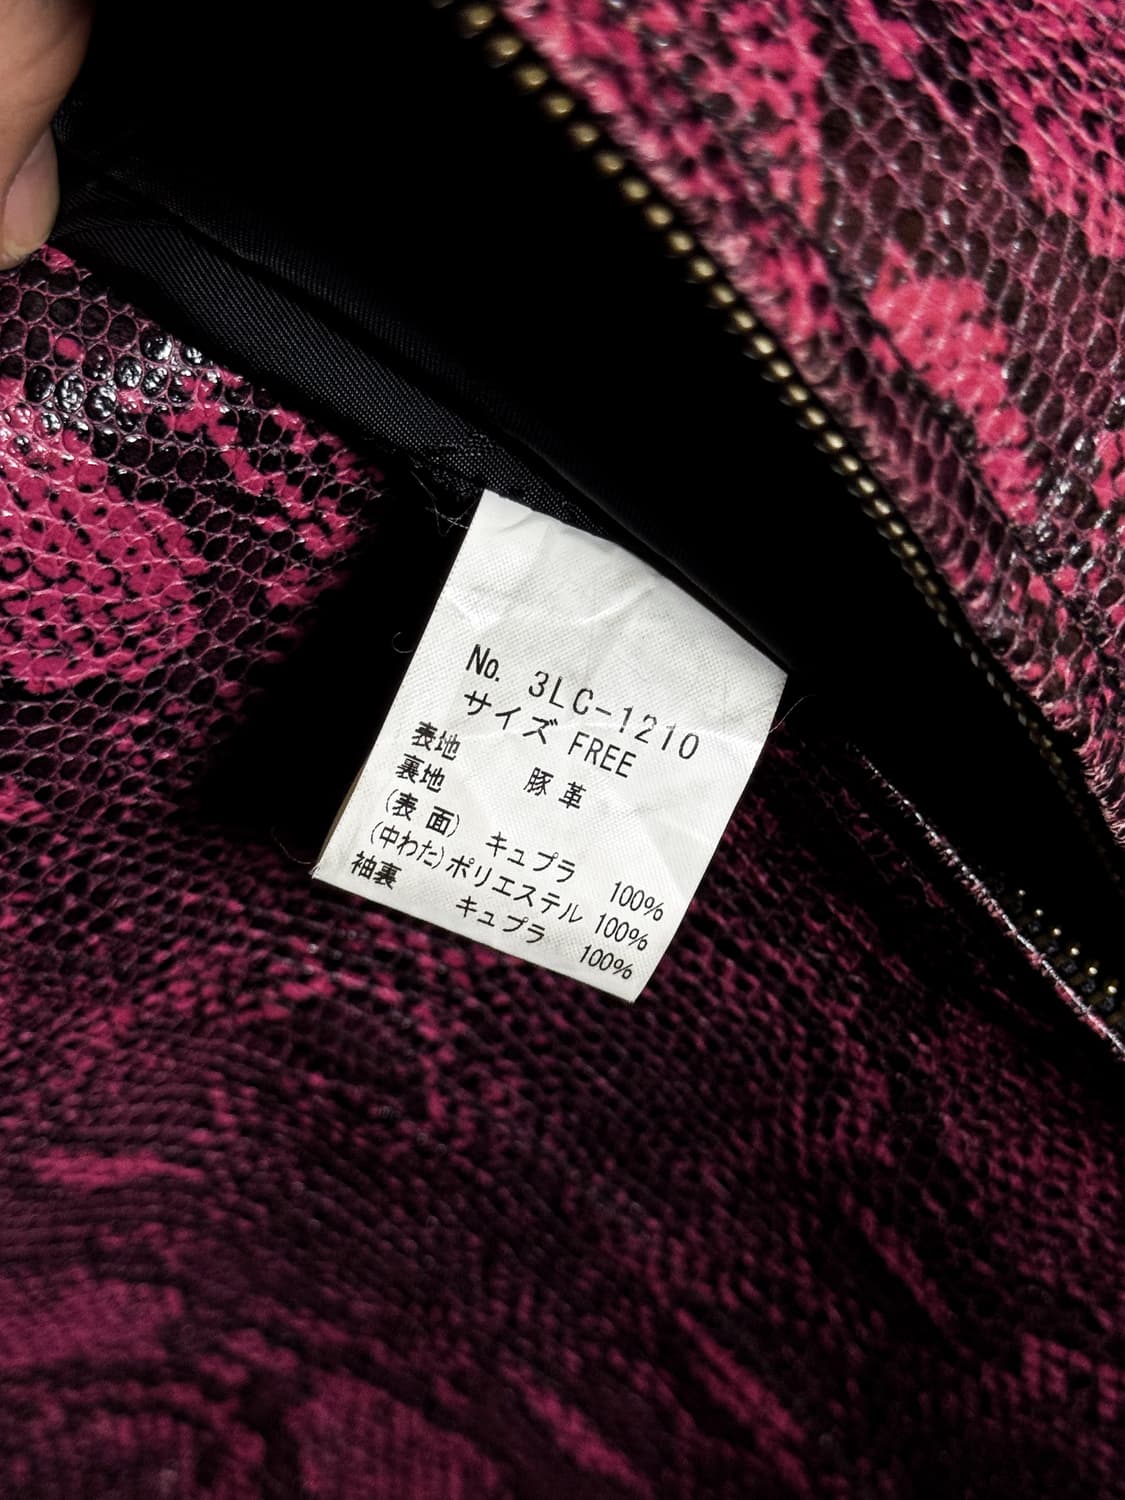 No. 3LC-1210
サイズ FREE
表地 豚革
裏地
(表面) キュプラ 100%
(中わた) ポリエステル 100%
袖裏 キュプラ 100%